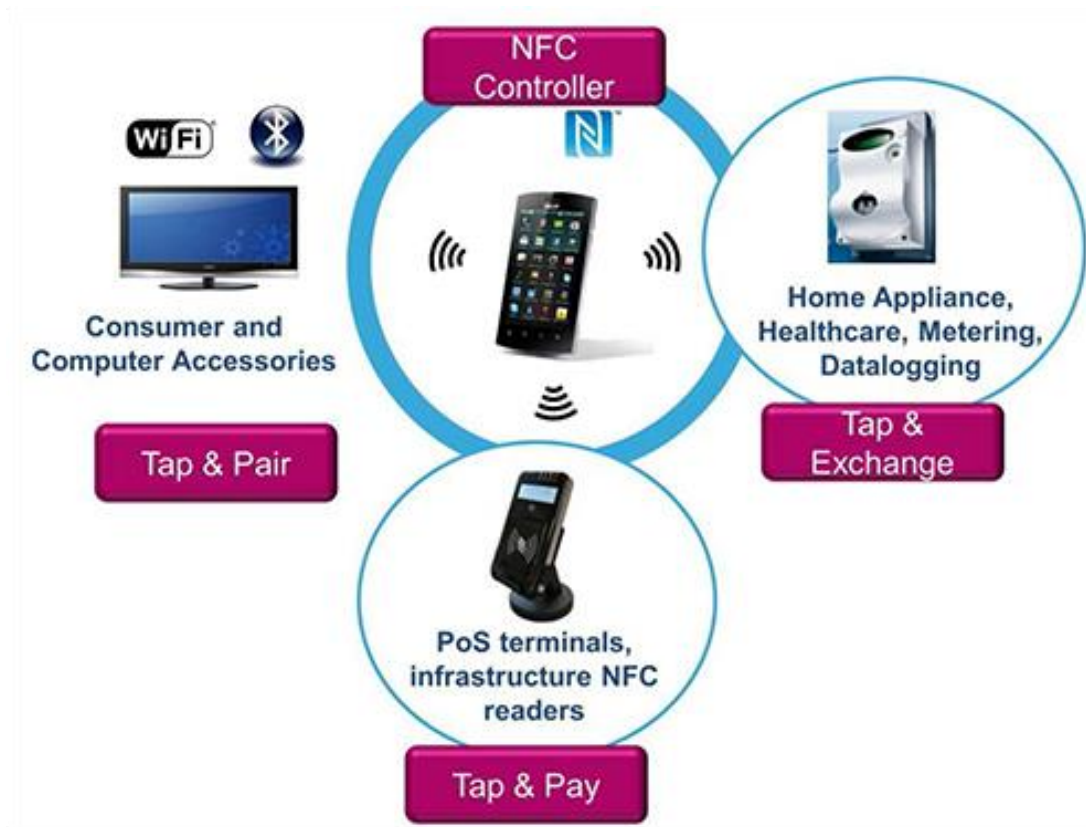 NFC
Controller
WiFi
Consumer and
Computer Accessories
Tap & Pair
Home Appliance,
Healthcare, Metering,
Datalogging
Tap &
Exchange
PoS terminals,
infrastructure NFC
readers
Tap & Pay